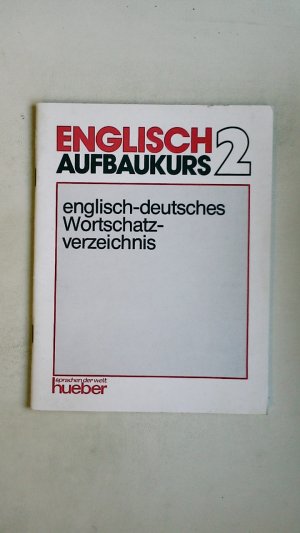 ENGLISCH
AUFBAUKURS 2
englisch-deutsches
Wortschatz-
verzeichnis
sprachen der welt
hueber